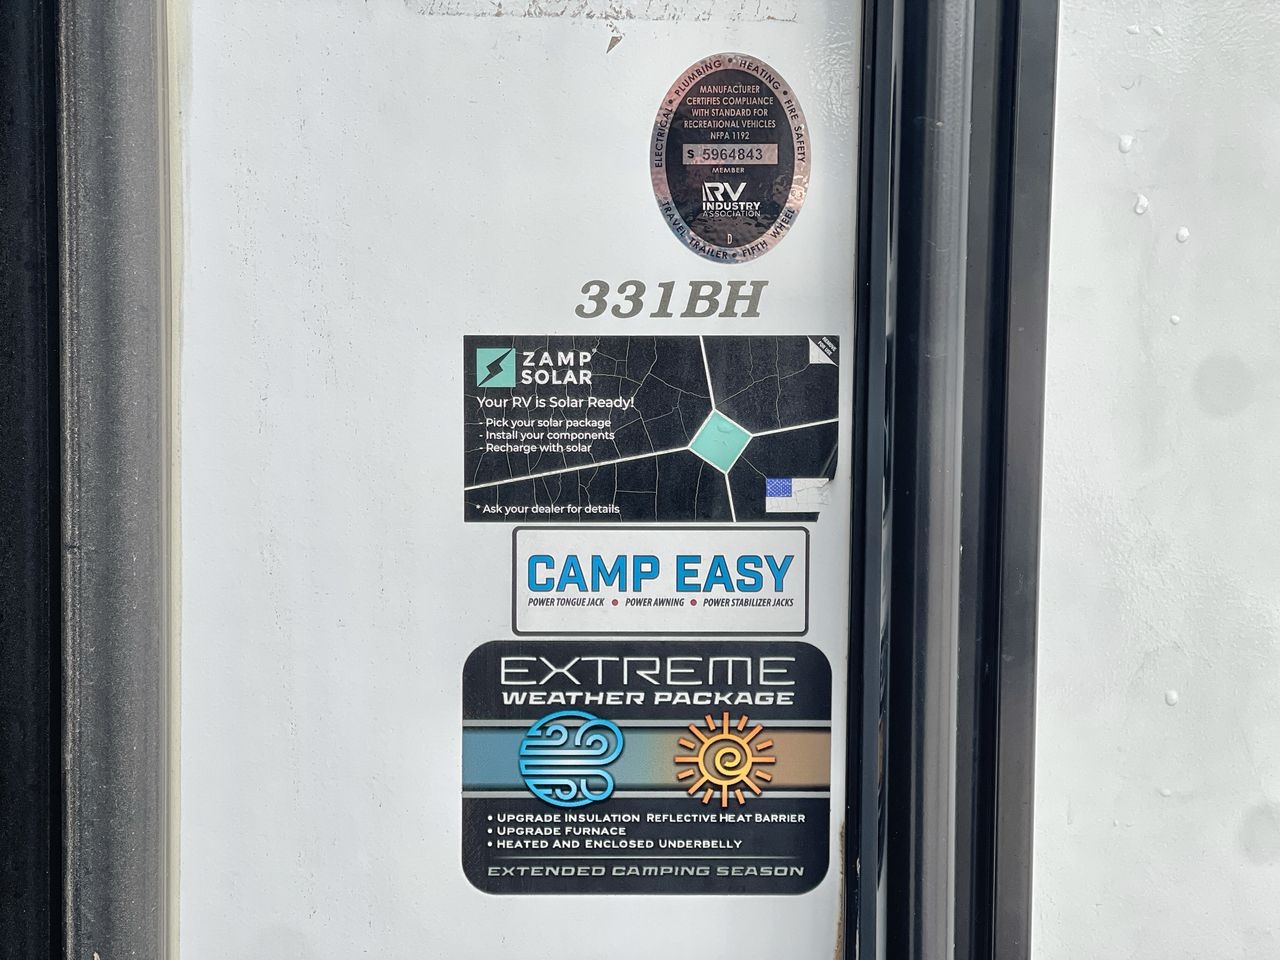 ELECTRICAL • PLUMBING • HEATING • FIRE SAFETY
MANUFACTURER
CERTIFIES COMPLIANCE
WITH STANDARD FOR
RECREATIONAL VEHICLES
NFPA 1192
S 5964843
MEMBER
RV
INDUSTRY
ASSOCIATION
D
TRAVEL TRAILER • FIFTH WHEEL
331BH
ZAMP
SOLAR
REMOVE
FOR USE
Your RV is Solar Ready!
- Pick your solar package
- Install your components
- Recharge with solar
* Ask your dealer for details
CAMP EASY
POWER TONGUE JACK • POWER AWNING • POWER STABILIZER JACKS
EXTREME
WEATHER PACKAGE
• UPGRADE INSULATION REFLECTIVE HEAT BARRIER
• UPGRADE FURNACE
• HEATED AND ENCLOSED UNDERBELLY
EXTENDED CAMPING SEASON